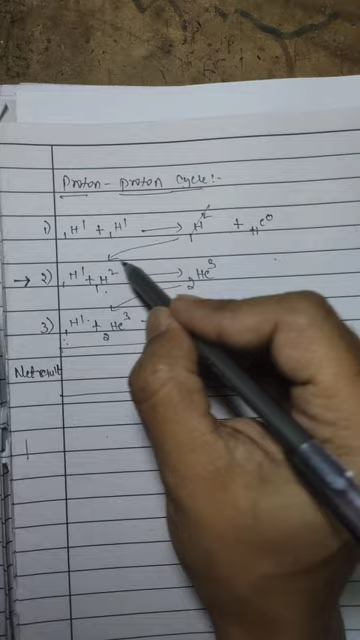 Proton - Proton Cycle :-
1) ₁H¹ + ₁H¹ → ₁H² + ₊₁e⁰
→ 2) ₁H¹ + ₁H² → ₂He³
3) ₁H¹ + ₂He³ →
Net result